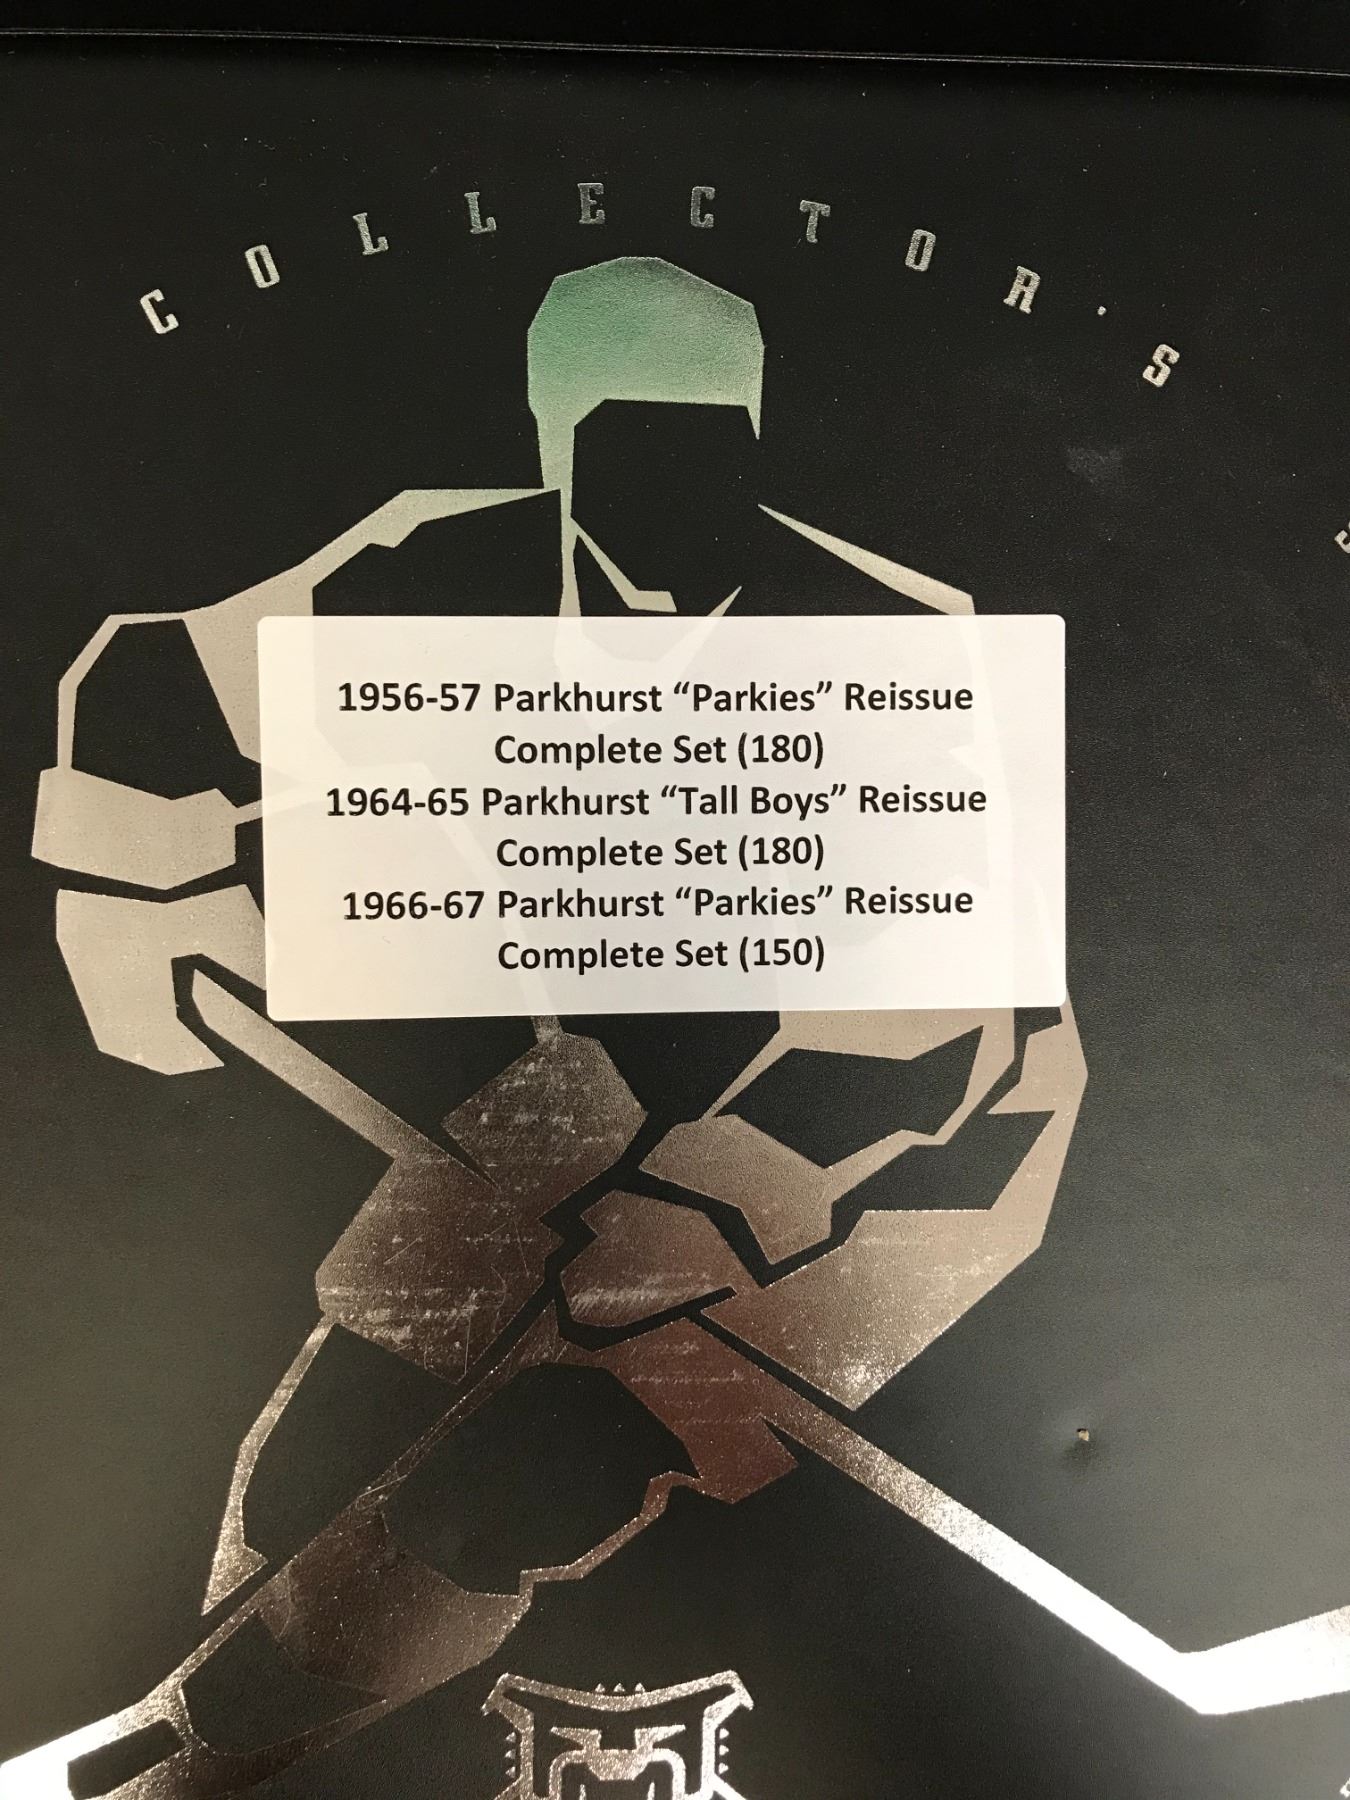 COLLECTOR'S
1956-57 Parkhurst “Parkies” Reissue
Complete Set (180)
1964-65 Parkhurst “Tall Boys” Reissue
Complete Set (180)
1966-67 Parkhurst “Parkies” Reissue
Complete Set (150)